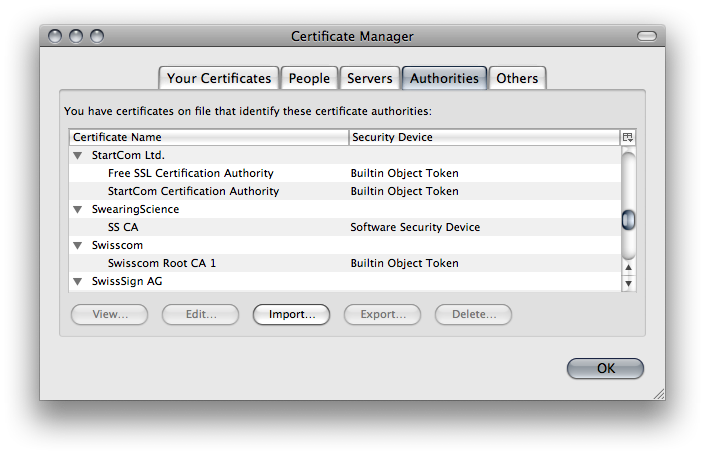 Certificate Manager
Your Certificates People Servers Authorities Others
You have certificates on file that identify these certificate authorities:
Certificate Name Security Device
StartCom Ltd.
Free SSL Certification Authority Builtin Object Token
StartCom Certification Authority Builtin Object Token
SwearingScience
SS CA Software Security Device
Swisscom
Swisscom Root CA 1 Builtin Object Token
SwissSign AG
View... Edit... Import... Export... Delete...
OK